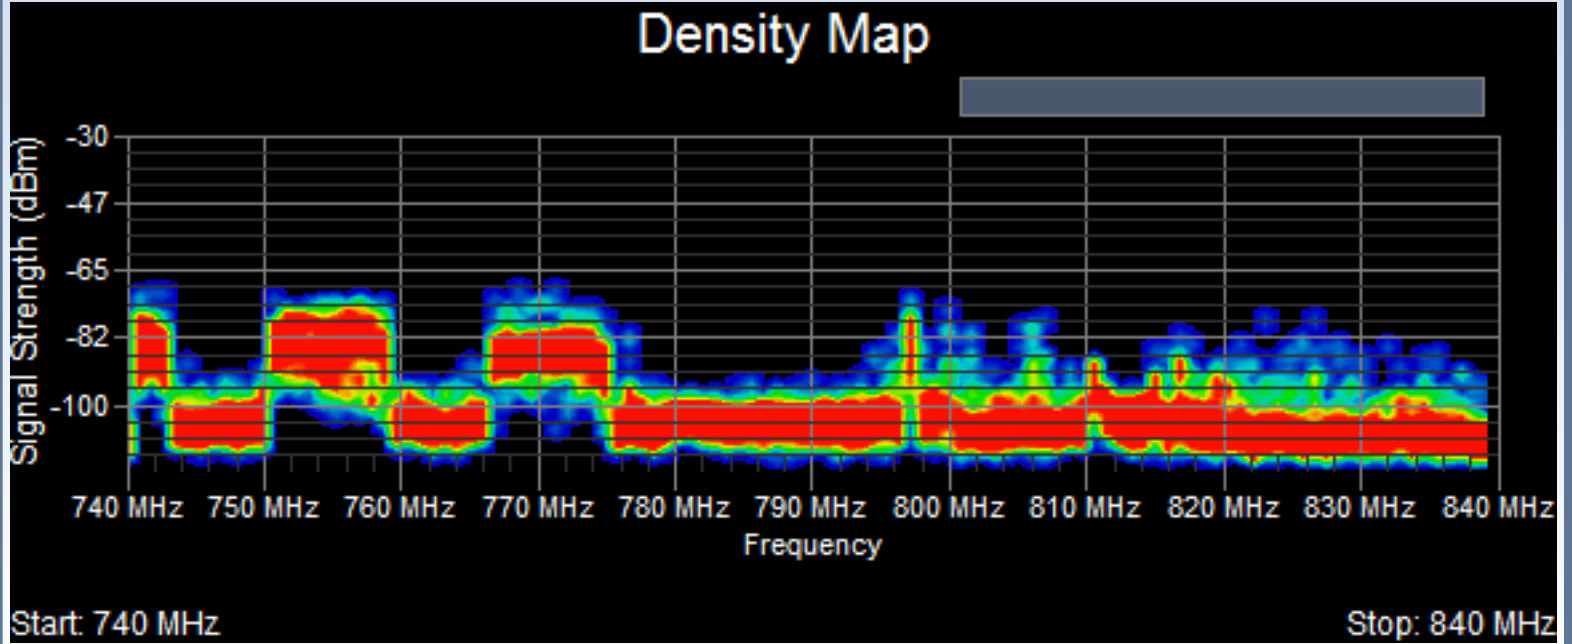 Density Map
Signal Strength (dBm)
-30
-47
-65
-82
-100
740 MHz 750 MHz 760 MHz 770 MHz 780 MHz 790 MHz 800 MHz 810 MHz 820 MHz 830 MHz 840 MHz
Frequency
Start: 740 MHz Stop: 840 MHz